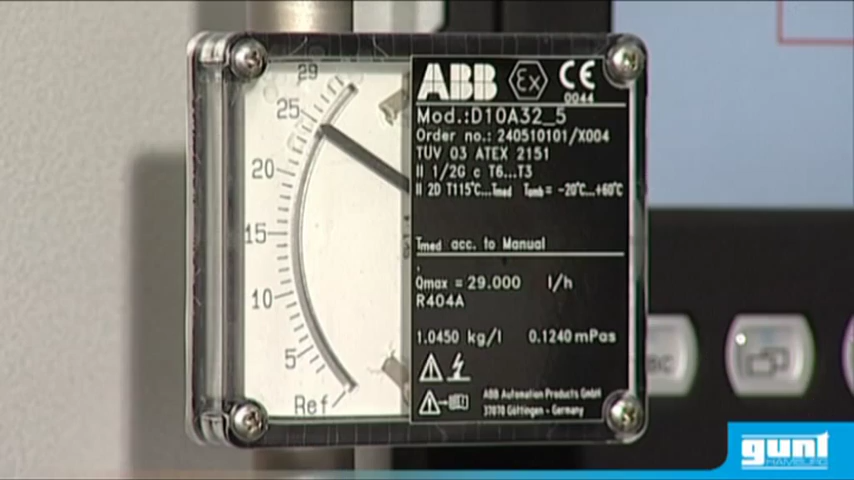 29
25
20
15
10
5
Ref
ABB Ex CE
0044
Mod.:D10A32_5
Order no.: 240510101/X004
TÜV 03 ATEX 2151
II 1/2G c T6...T3
II 2D T115°C...Tmed Tamb = -20°C...+60°C
Tmed acc. to Manual
Qmax = 29.000 l/h
R404A
1.0450 kg/l 0.1240 mPas
ABB Automation Products GmbH
37070 Göttingen - Germany
gunt
HAMBURG